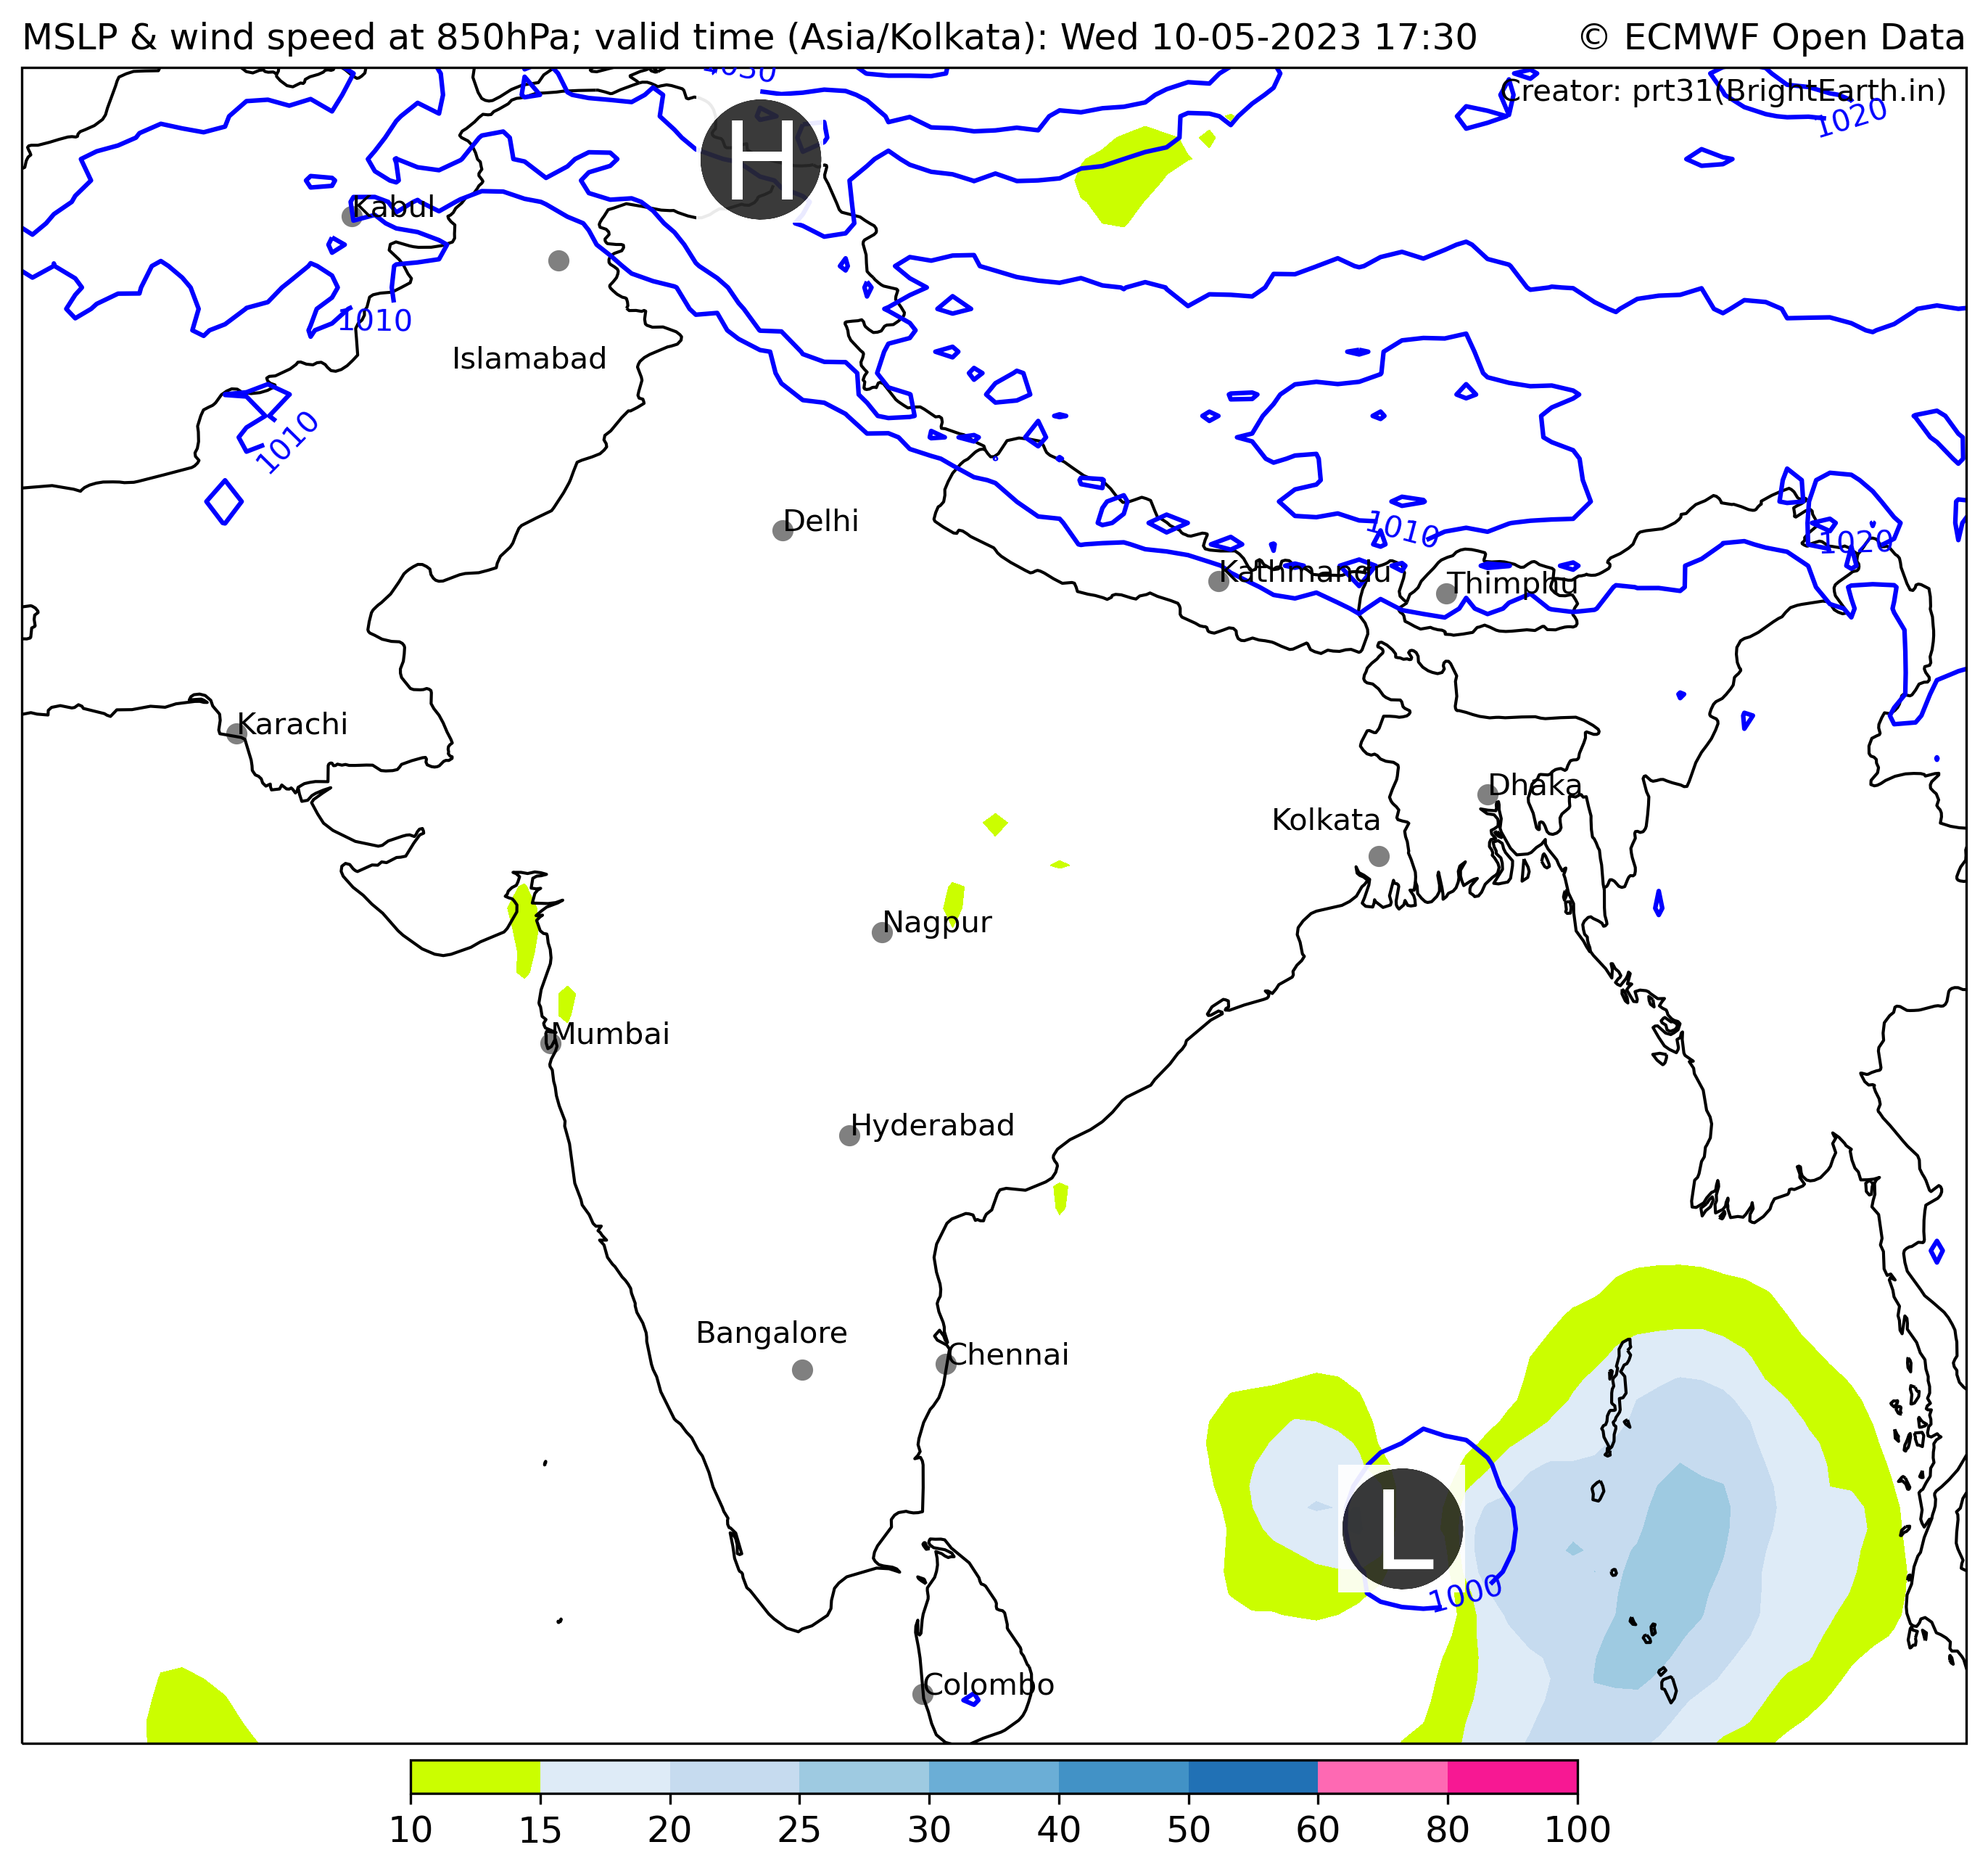 MSLP & wind speed at 850hPa; valid time (Asia/Kolkata): Wed 10-05-2023 17:30
© ECMWF Open Data
1030
Creator: prt31(BrightEarth.in)
1020
H
Kabul
1010
Islamabad
1010
Delhi
1010
1020
Kathmandu
Thimphu
Karachi
Dhaka
Kolkata
Nagpur
Mumbai
Hyderabad
Bangalore
Chennai
L
1000
Colombo
10 15 20 25 30 40 50 60 80 100